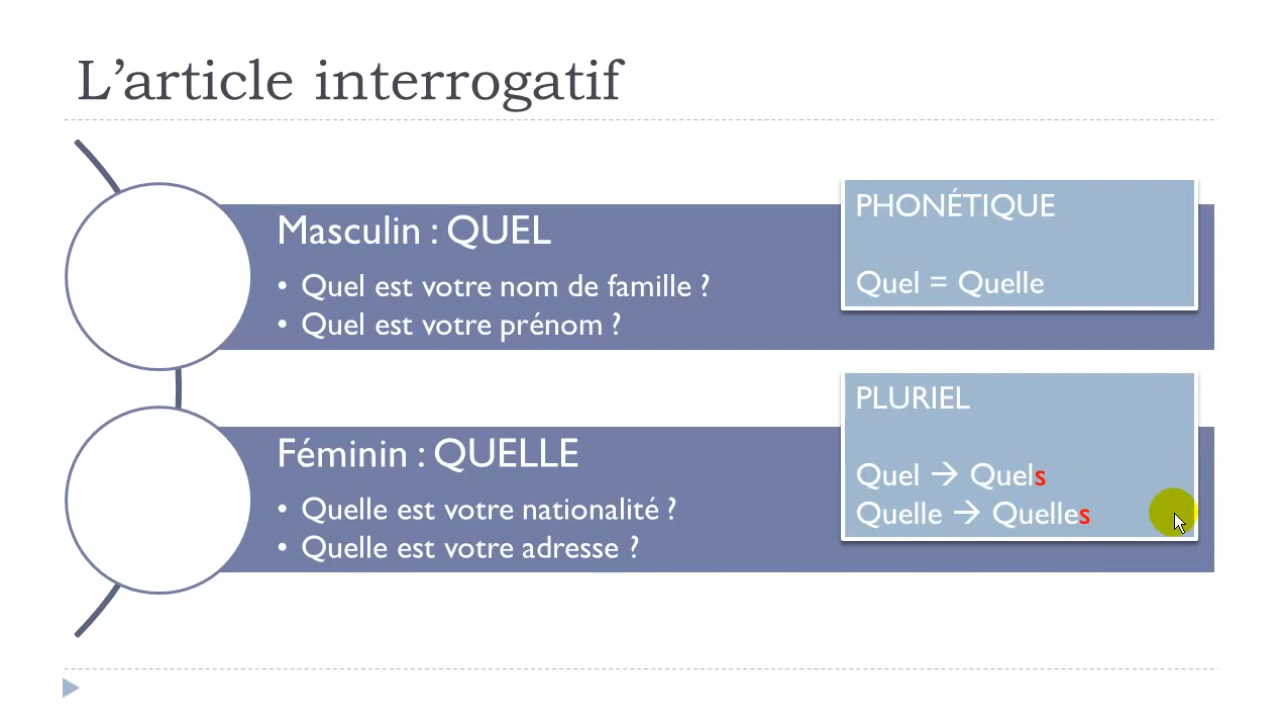 L’article interrogatif
Masculin : QUEL
• Quel est votre nom de famille ?
• Quel est votre prénom ?
PHONÉTIQUE
Quel = Quelle
Féminin : QUELLE
• Quelle est votre nationalité ?
• Quelle est votre adresse ?
PLURIEL
Quel → Quels
Quelle → Quelles